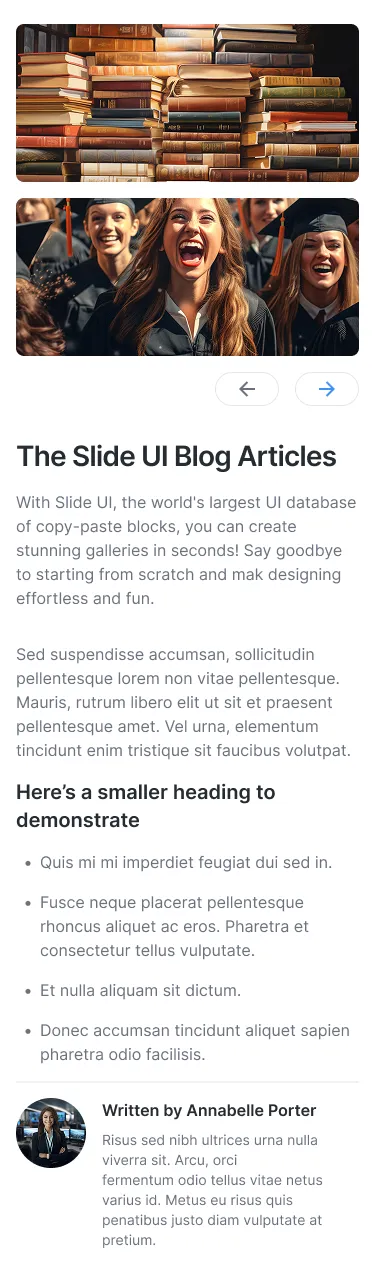 The Slide UI Blog Articles
With Slide UI, the world's largest UI database
of copy-paste blocks, you can create
stunning galleries in seconds! Say goodbye
to starting from scratch and mak designing
effortless and fun.
Sed suspendisse accumsan, sollicitudin
pellentesque lorem non vitae pellentesque.
Mauris, rutrum libero elit ut sit et praesent
pellentesque amet. Vel urna, elementum
tincidunt enim tristique sit faucibus volutpat.
Here’s a smaller heading to
demonstrate
• Quis mi mi imperdiet feugiat dui sed in.
• Fusce neque placerat pellentesque
rhoncus aliquet ac eros. Pharetra et
consectetur tellus vulputate.
• Et nulla aliquam sit dictum.
• Donec accumsan tincidunt aliquet sapien
pharetra odio facilisis.
Written by Annabelle Porter
Risus sed nibh ultrices urna nulla
viverra sit. Arcu, orci
fermentum odio tellus vitae netus
varius id. Metus eu risus quis
penatibus justo diam vulputate at
pretium.